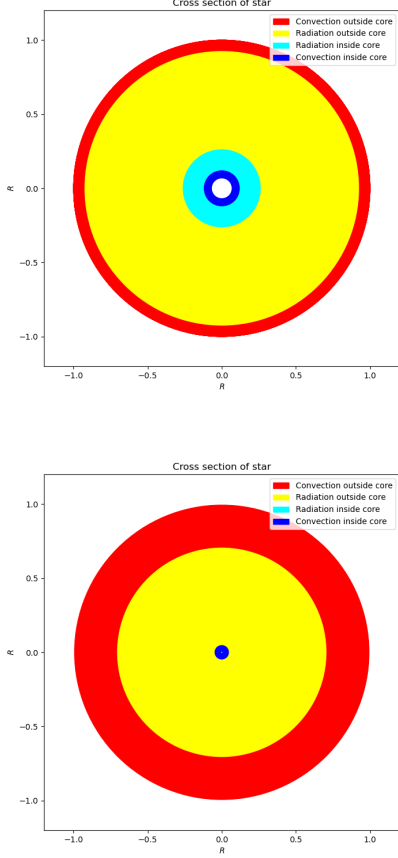 Cross section of star
Convection outside core
Radiation outside core
Radiation inside core
Convection inside core
1.0
0.5
0.0
−0.5
−1.0
R
−1.0 −0.5 0.0 0.5 1.0
R
Cross section of star
Convection outside core
Radiation outside core
Radiation inside core
Convection inside core
1.0
0.5
0.0
−0.5
−1.0
R
−1.0 −0.5 0.0 0.5 1.0
R